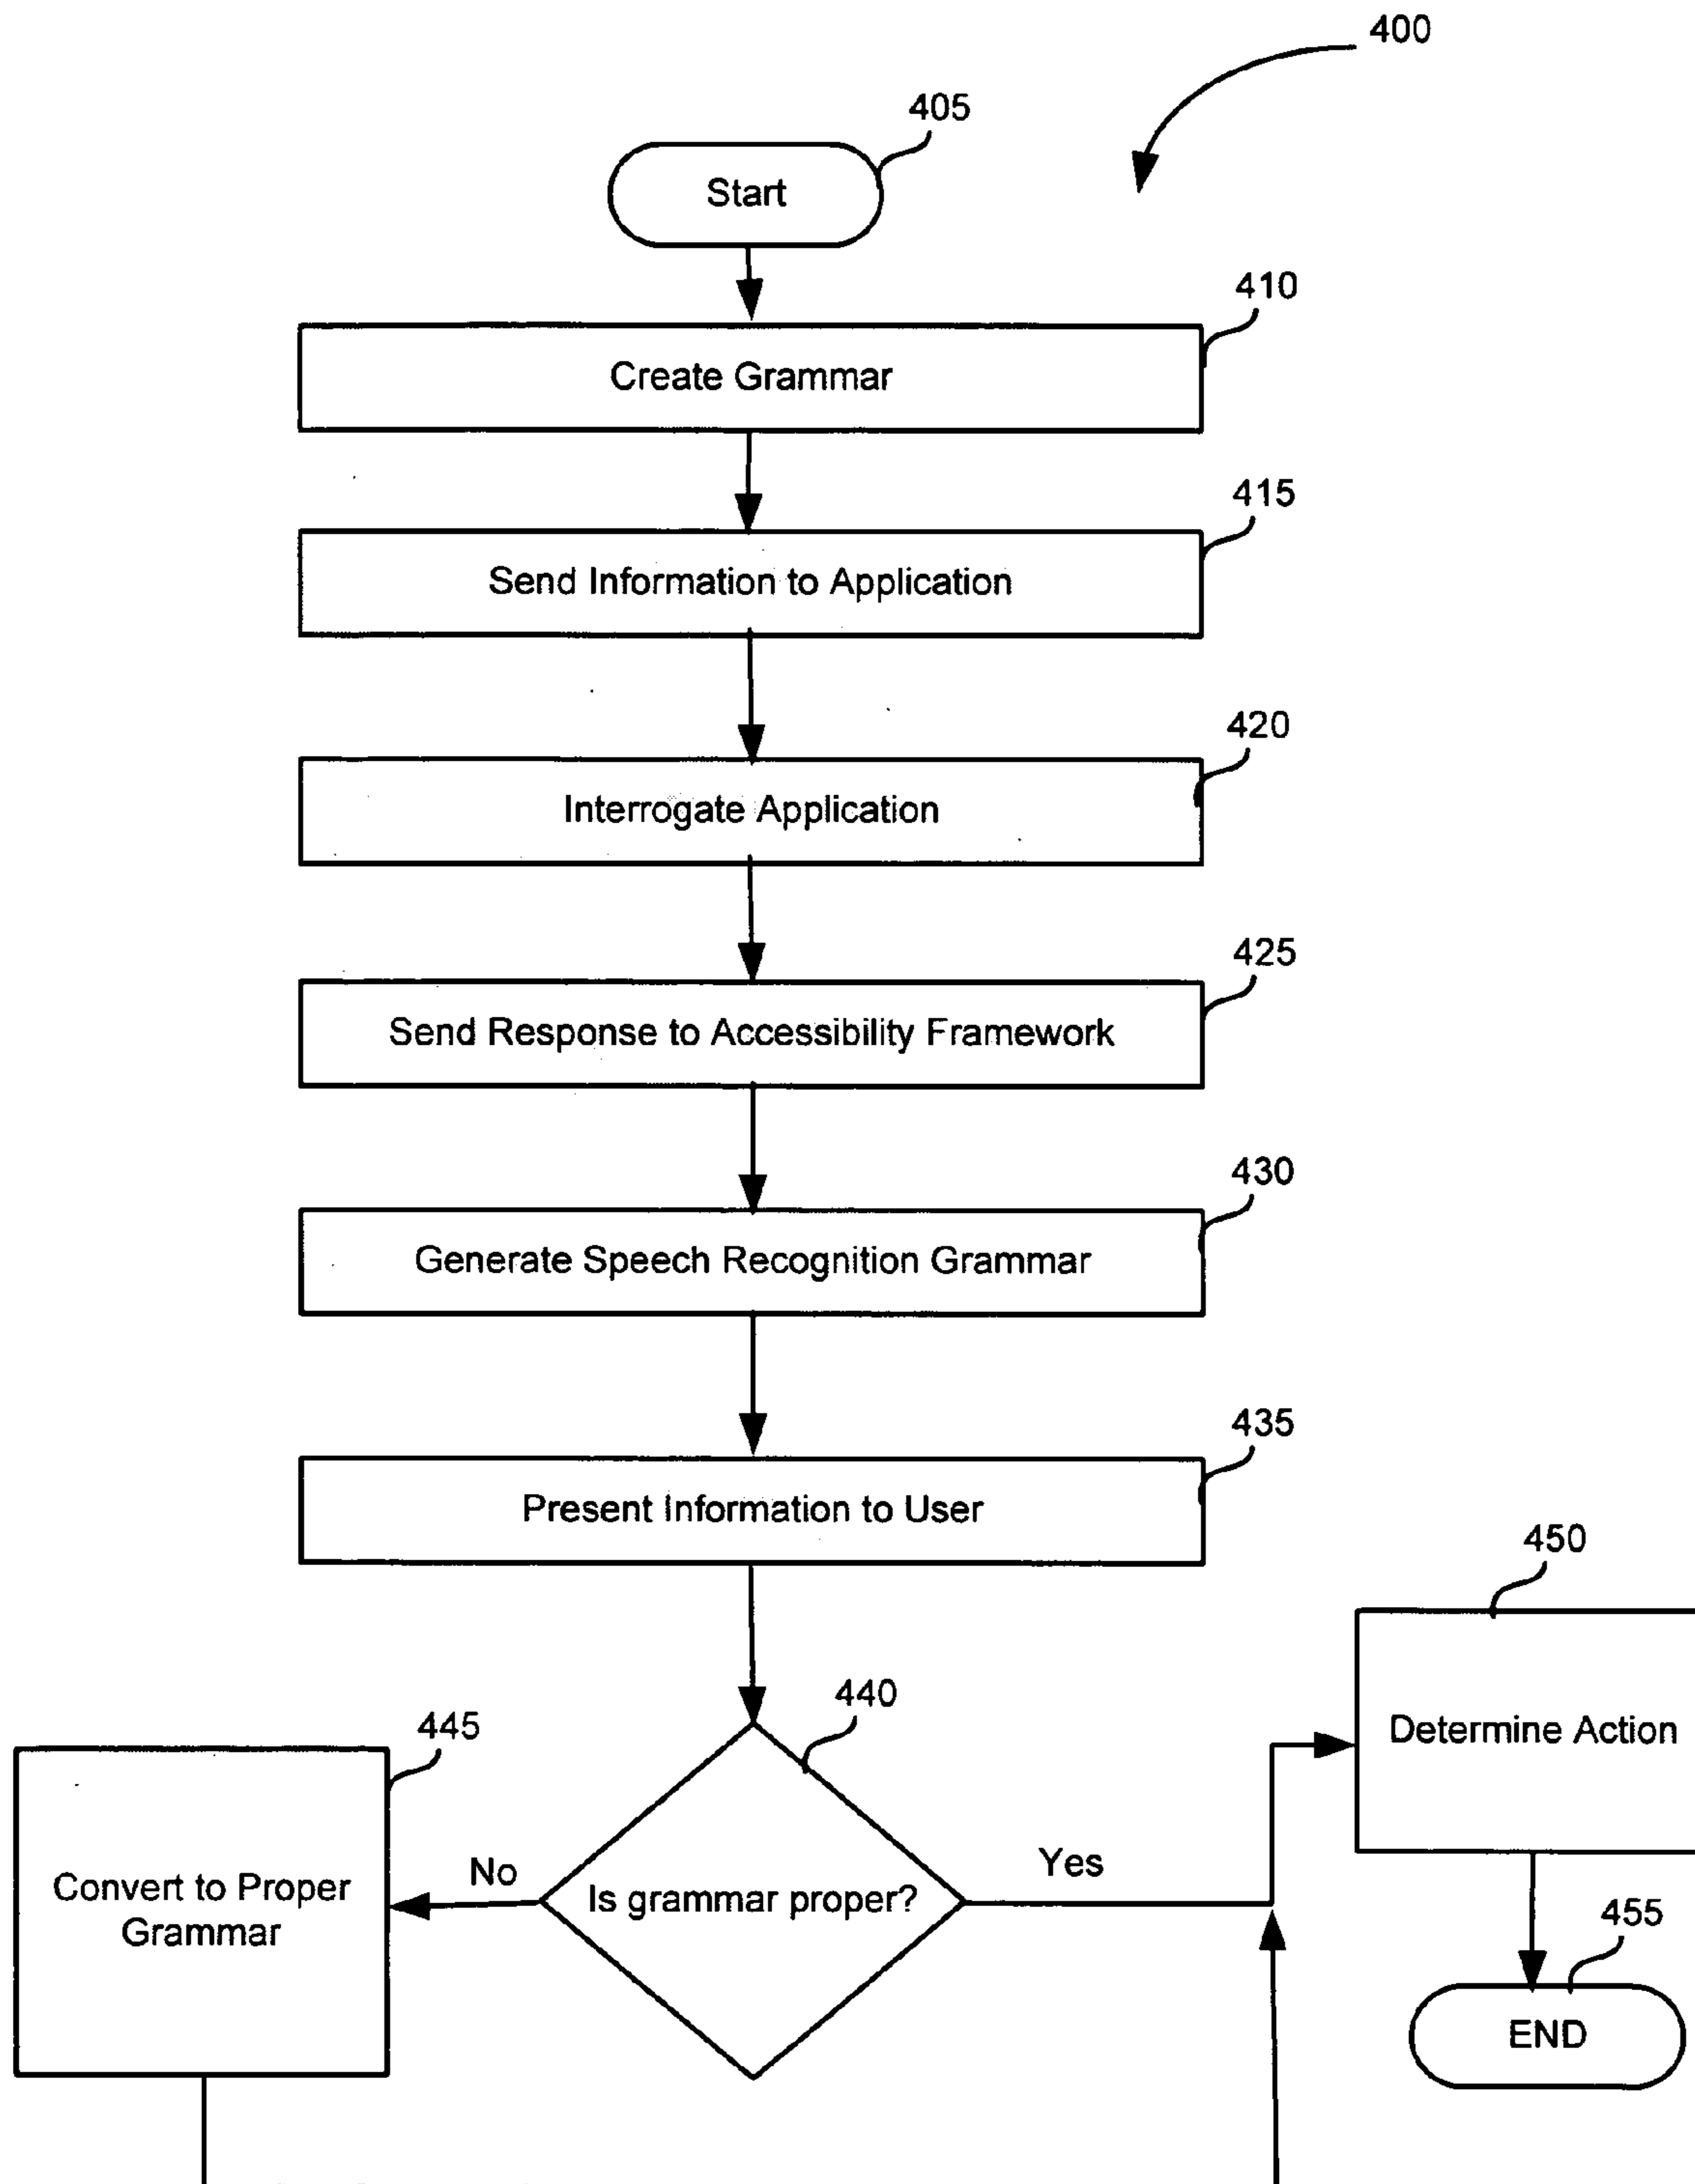 400
405
Start
410
Create Grammar
415
Send Information to Application
420
Interrogate Application
425
Send Response to Accessibility Framework
430
Generate Speech Recognition Grammar
435
Present Information to User
450
Determine Action
440
445
Is grammar proper?
Yes
No
Convert to Proper
Grammar
455
END